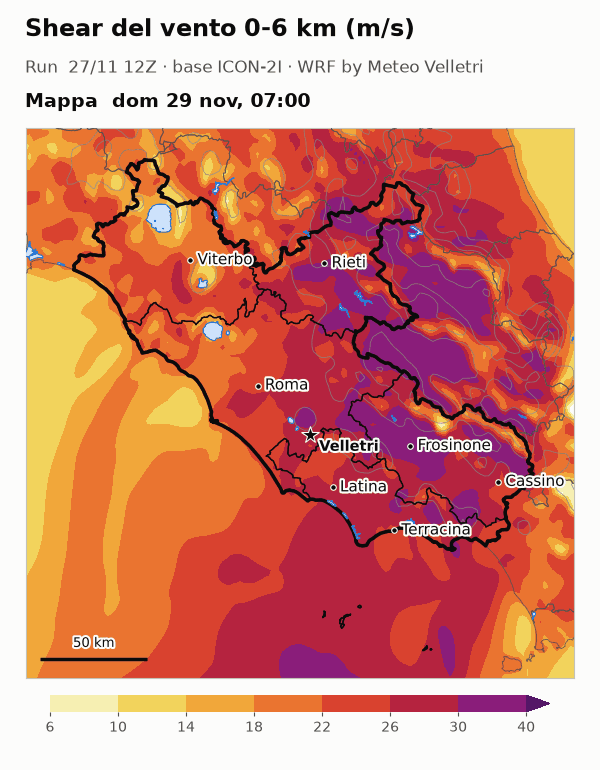 Shear del vento 0-6 km (m/s)
Run  27/11 12Z · base ICON-2I · WRF by Meteo Velletri
Mappa  dom 29 nov, 07:00
Viterbo
Rieti
Roma
Velletri
Frosinone
Cassino
Latina
Terracina
50 km
6 10 14 18 22 26 30 40